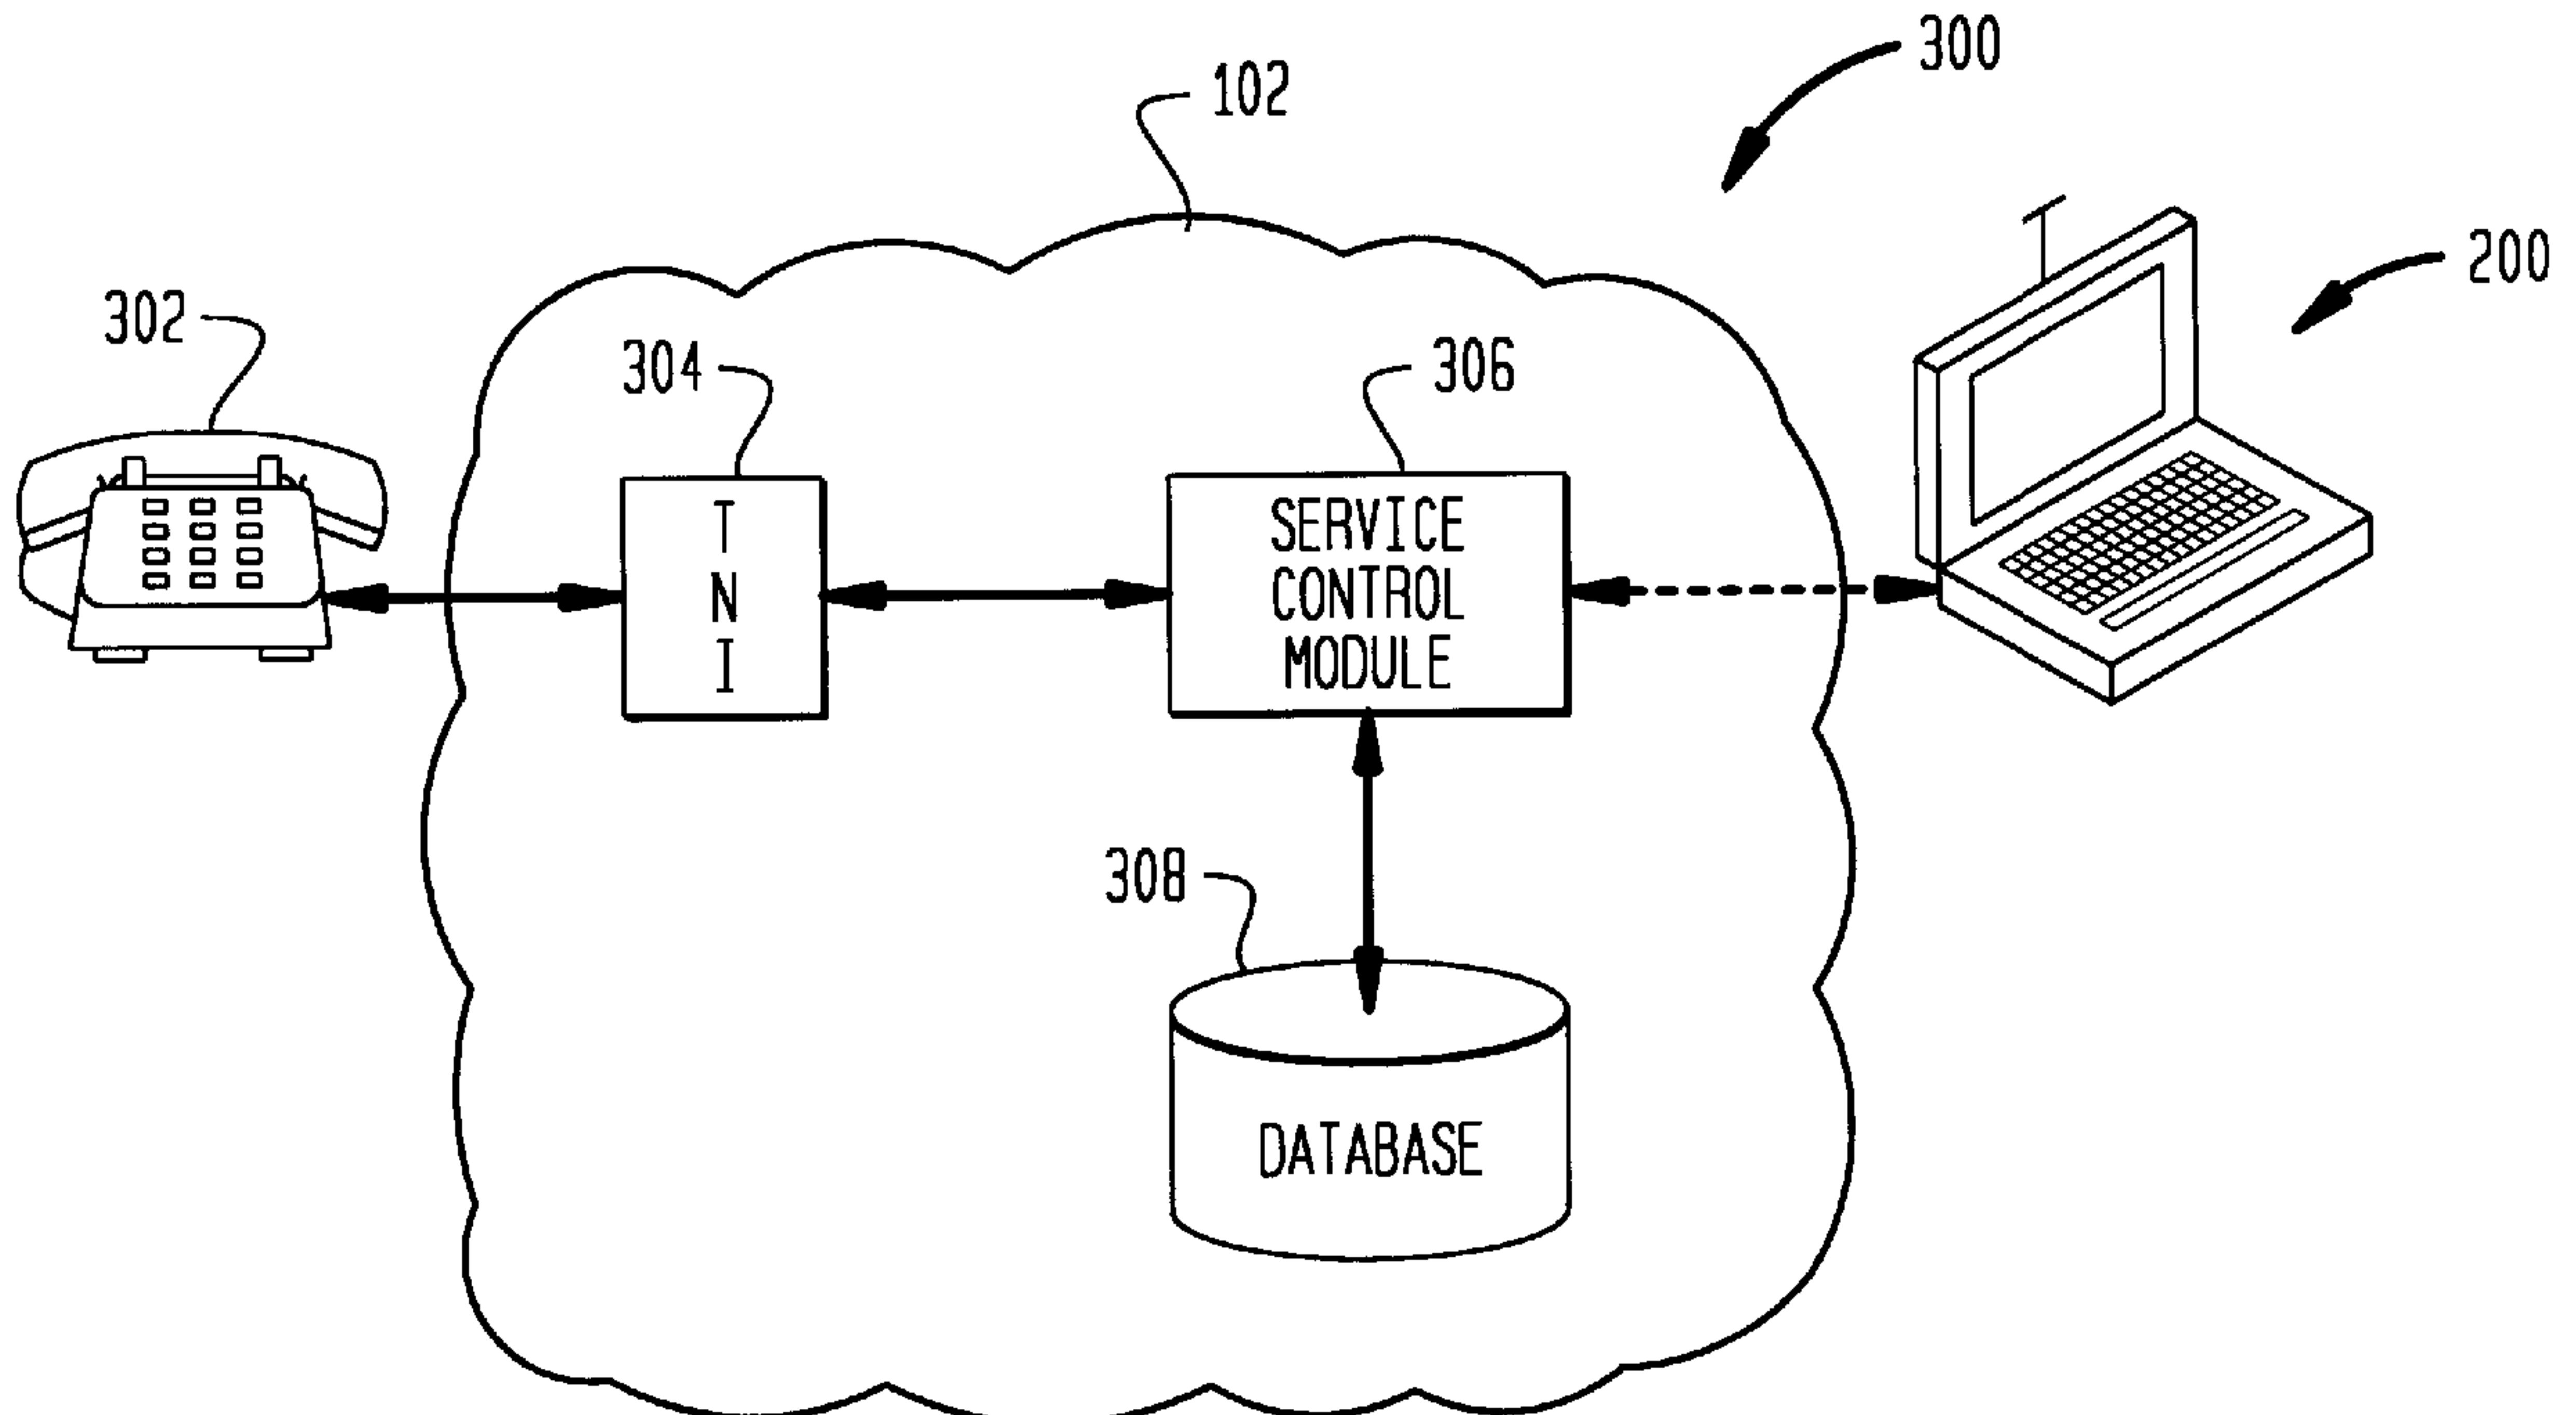 300
102
200
302
304
306
T
N
I
SERVICE
CONTROL
MODULE
308
DATABASE